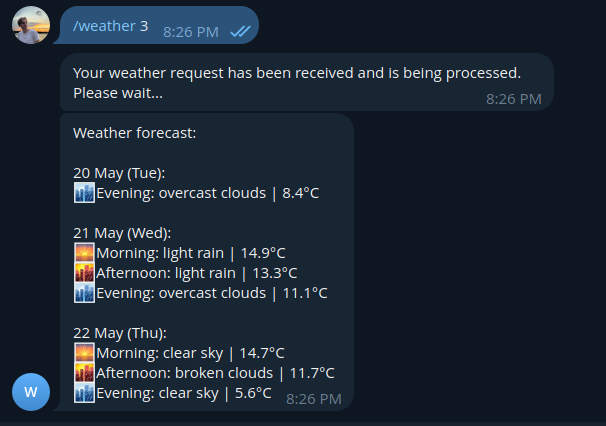 /weather 3 8:26 PM
Your weather request has been received and is being processed.
Please wait...
8:26 PM
Weather forecast:
20 May (Tue):
🏙Evening: overcast clouds | 8.4°C
21 May (Wed):
🌅Morning: light rain | 14.9°C
🌇Afternoon: light rain | 13.3°C
🏙Evening: overcast clouds | 11.1°C
22 May (Thu):
🌅Morning: clear sky | 14.7°C
🌇Afternoon: broken clouds | 11.7°C
🏙Evening: clear sky | 5.6°C 8:26 PM
W